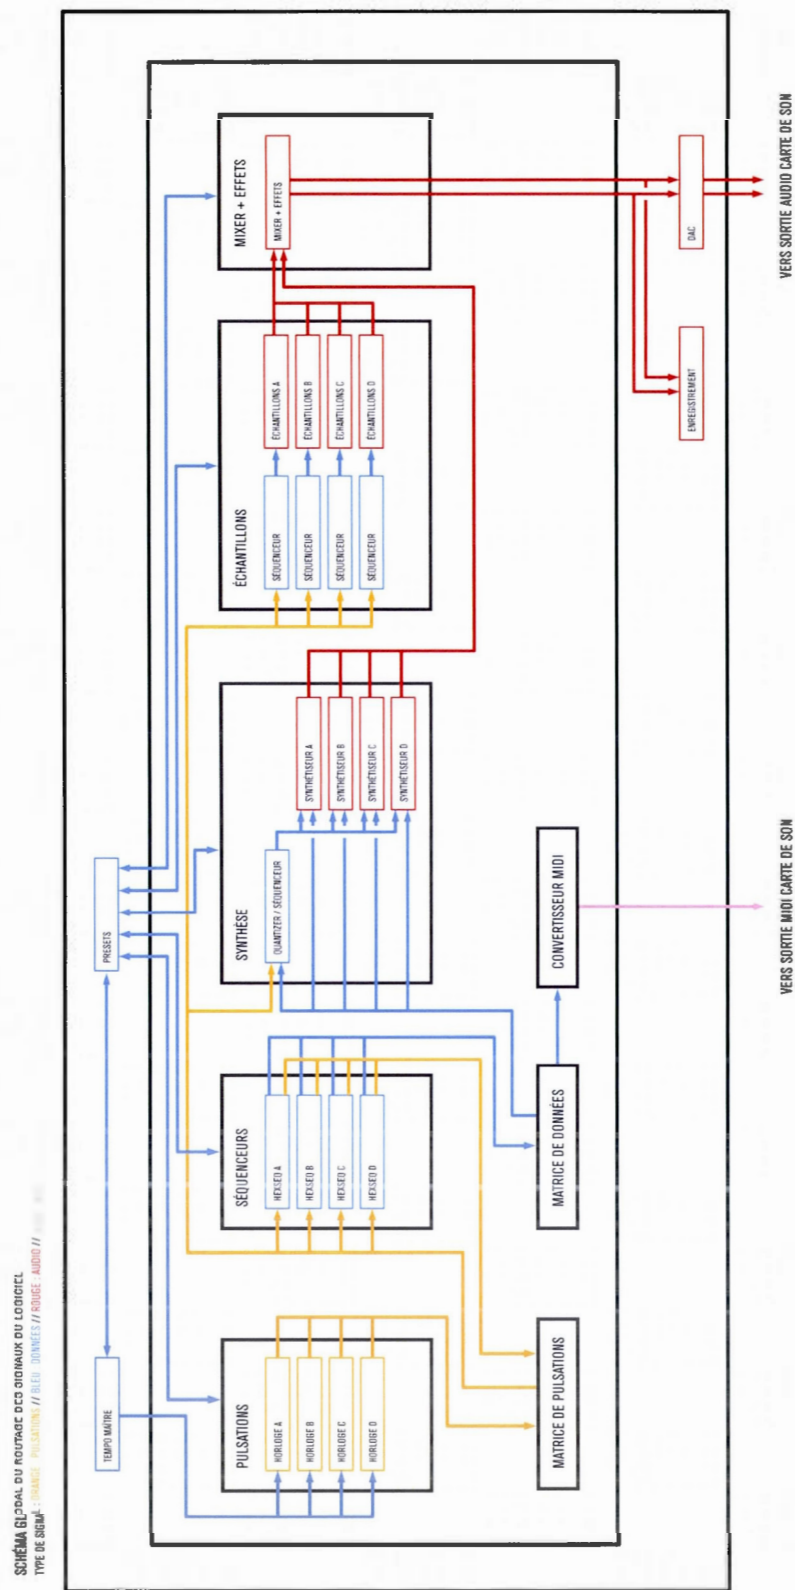 SCHÉMA GLOBAL DU ROUTAGE DES SIGNAUX DU LOGICIEL
TYPE DE SIGNAL : ORANGE PULSATIONS // BLEU DONNÉES // ROUGE : AUDIO //
TEMPO MAÎTRE
PRESETS
PULSATIONS
HORLOGE A
HORLOGE B
HORLOGE C
HORLOGE D
SÉQUENCEURS
HEXSEQ A
HEXSEQ B
HEXSEQ C
HEXSEQ D
SYNTHÈSE
QUANTIZER / SÉQUENCEUR
SYNTHÉTISEUR A
SYNTHÉTISEUR B
SYNTHÉTISEUR C
SYNTHÉTISEUR D
ÉCHANTILLONS
SÉQUENCEUR
SÉQUENCEUR
SÉQUENCEUR
SÉQUENCEUR
ÉCHANTILLONS A
ÉCHANTILLONS B
ÉCHANTILLONS C
ÉCHANTILLONS D
MIXER + EFFETS
MIXER + EFFETS
MATRICE DE PULSATIONS
MATRICE DE DONNÉES
CONVERTISSEUR MIDI
ENREGISTREMENT
DAC
VERS SORTIE MIDI CARTE DE SON
VERS SORTIE AUDIO CARTE DE SON